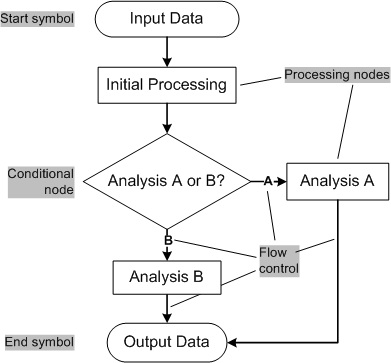 Start symbol
Input Data
Initial Processing
Processing nodes
Conditional
node
Analysis A or B?
A
Analysis A
B
Flow
control
Analysis B
End symbol
Output Data